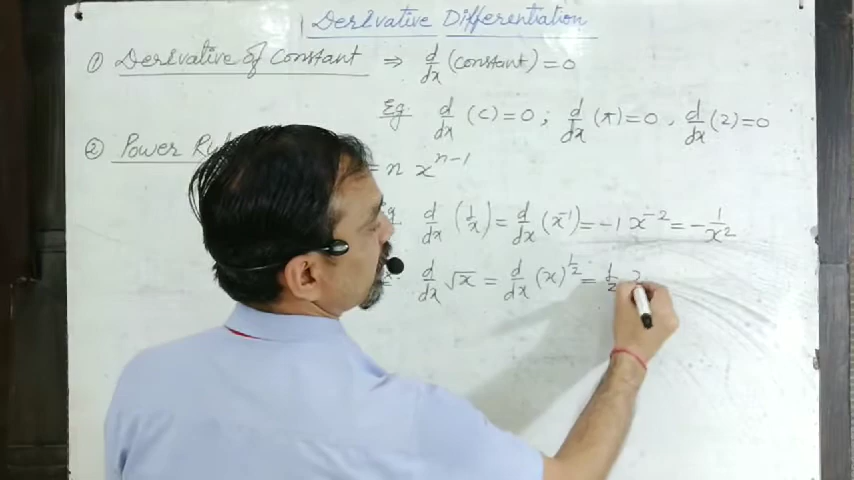 Derivative Differentiation
① Derivative of Constant ⇒ d/dx (constant) = 0
Eg. d/dx (c) = 0 ; d/dx (π) = 0 , d/dx (2) = 0
② Power = n x^(n-1)
d/dx (1/x) = d/dx (x^-1) = -1 x^-2 = - 1/x^2
d/dx √x = d/dx (x)^(1/2) = 1/2